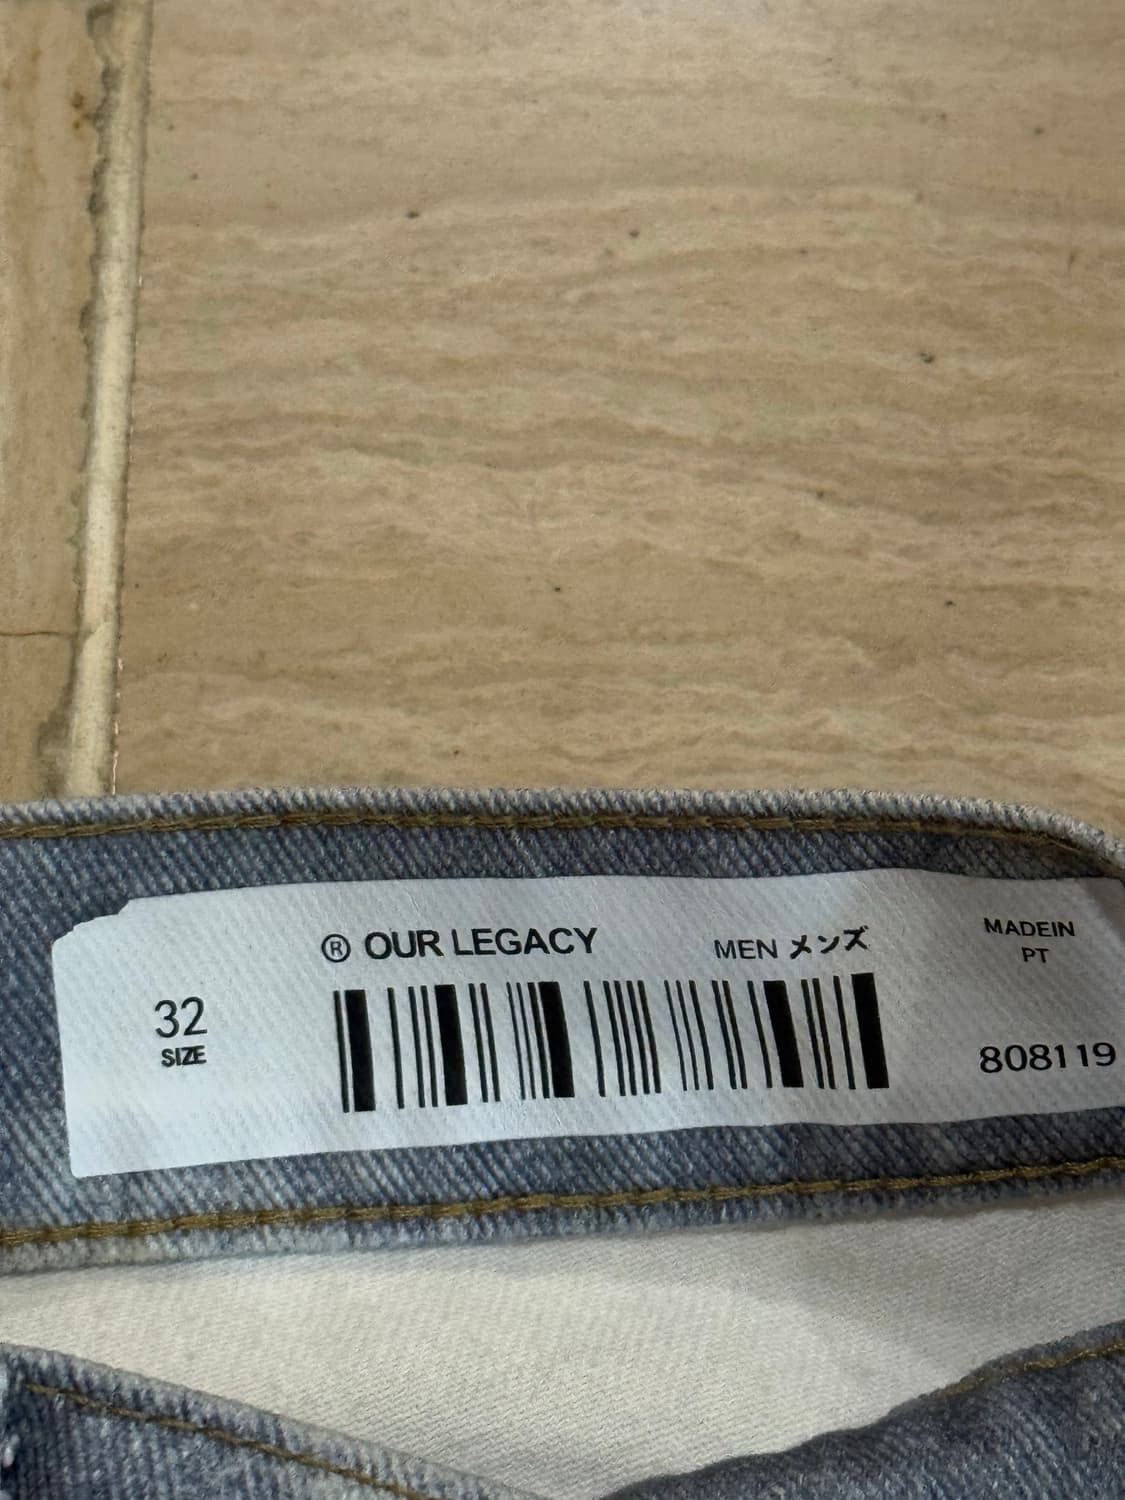 32
SIZE
® OUR LEGACY
MEN メンズ
MADEIN
PT
808119